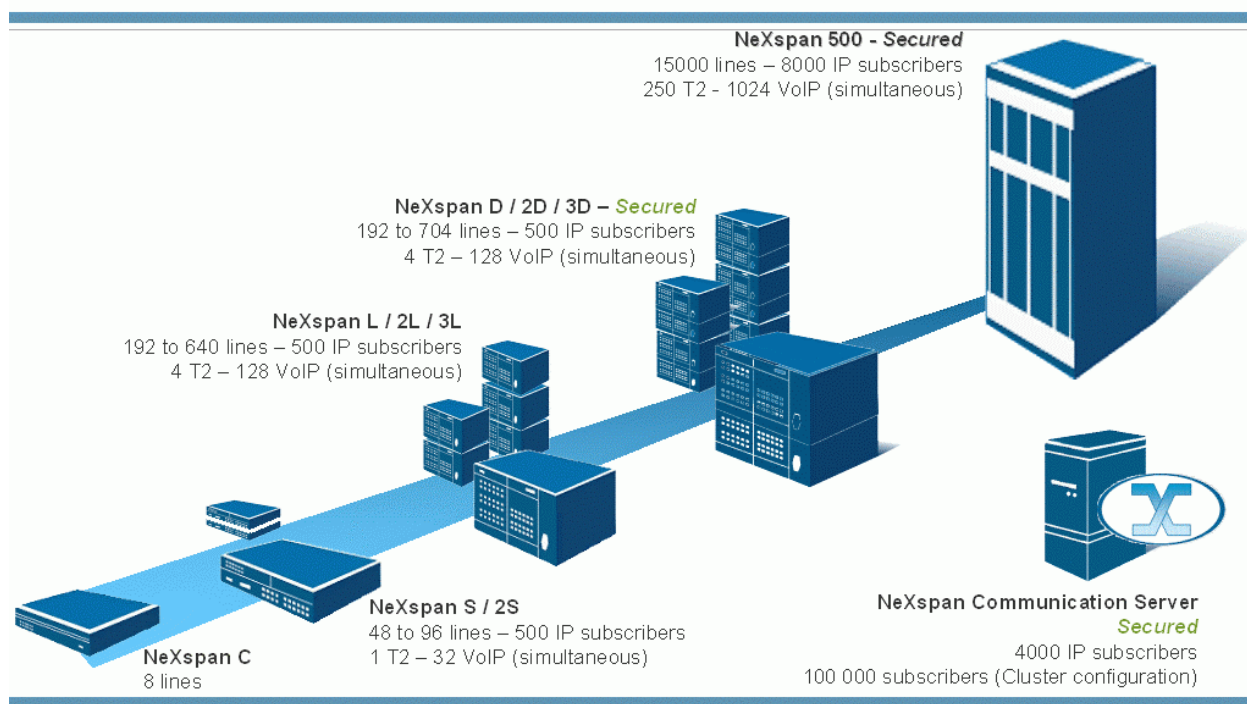 NeXspan 500 - Secured
15000 lines – 8000 IP subscribers
250 T2 - 1024 VoIP (simultaneous)
NeXspan D / 2D / 3D – Secured
192 to 704 lines – 500 IP subscribers
4 T2 – 128 VoIP (simultaneous)
NeXspan L / 2L / 3L
192 to 640 lines – 500 IP subscribers
4 T2 – 128 VoIP (simultaneous)
NeXspan S / 2S
48 to 96 lines – 500 IP subscribers
1 T2 – 32 VoIP (simultaneous)
NeXspan C
8 lines
NeXspan Communication Server
Secured
4000 IP subscribers
100 000 subscribers (Cluster configuration)